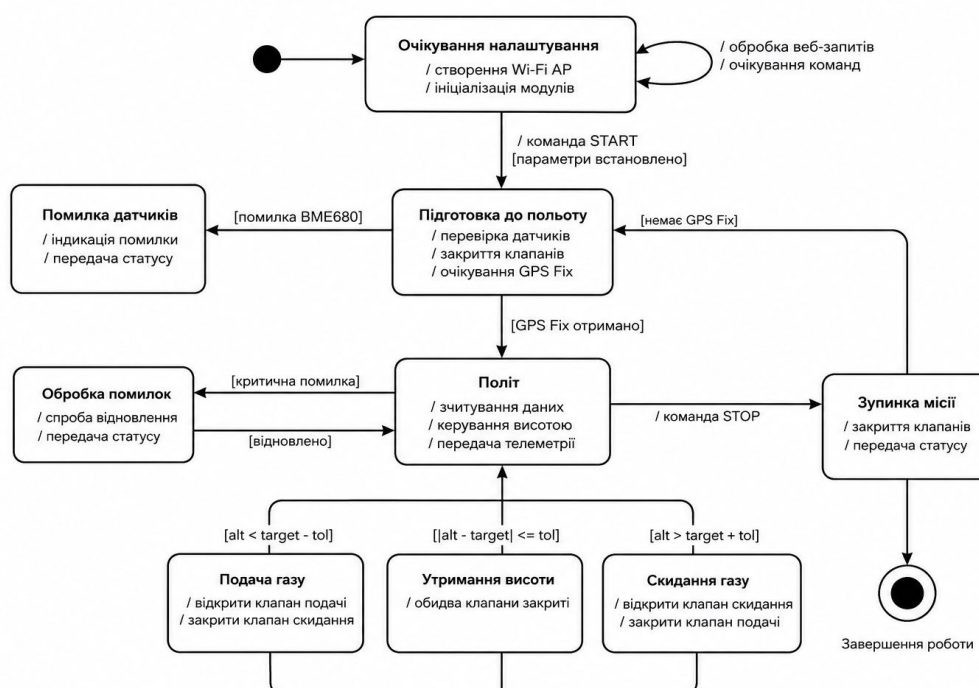 Очікування налаштування
/ створення Wi-Fi AP
/ ініціалізація модулів
/ обробка веб-запитів
/ очікування команд
/ команда START
[параметри встановлено]
Помилка датчиків
/ індикація помилки
/ передача статусу
[помилка BME680]
Підготовка до польоту
/ перевірка датчиків
/ закриття клапанів
/ очікування GPS Fix
[немає GPS Fix]
[GPS Fix отримано]
Обробка помилок
/ спроба відновлення
/ передача статусу
[критична помилка]
[відновлено]
Політ
/ зчитування даних
/ керування висотою
/ передача телеметрії
/ команда STOP
Зупинка місії
/ закриття клапанів
/ передача статусу
[alt < target - tol]
[|alt - target| <= tol]
[alt > target + tol]
Подача газу
/ відкрити клапан подачі
/ закрити клапан скидання
Утримання висоти
/ обидва клапани закриті
Скидання газу
/ відкрити клапан скидання
/ закрити клапан подачі
Завершення роботи